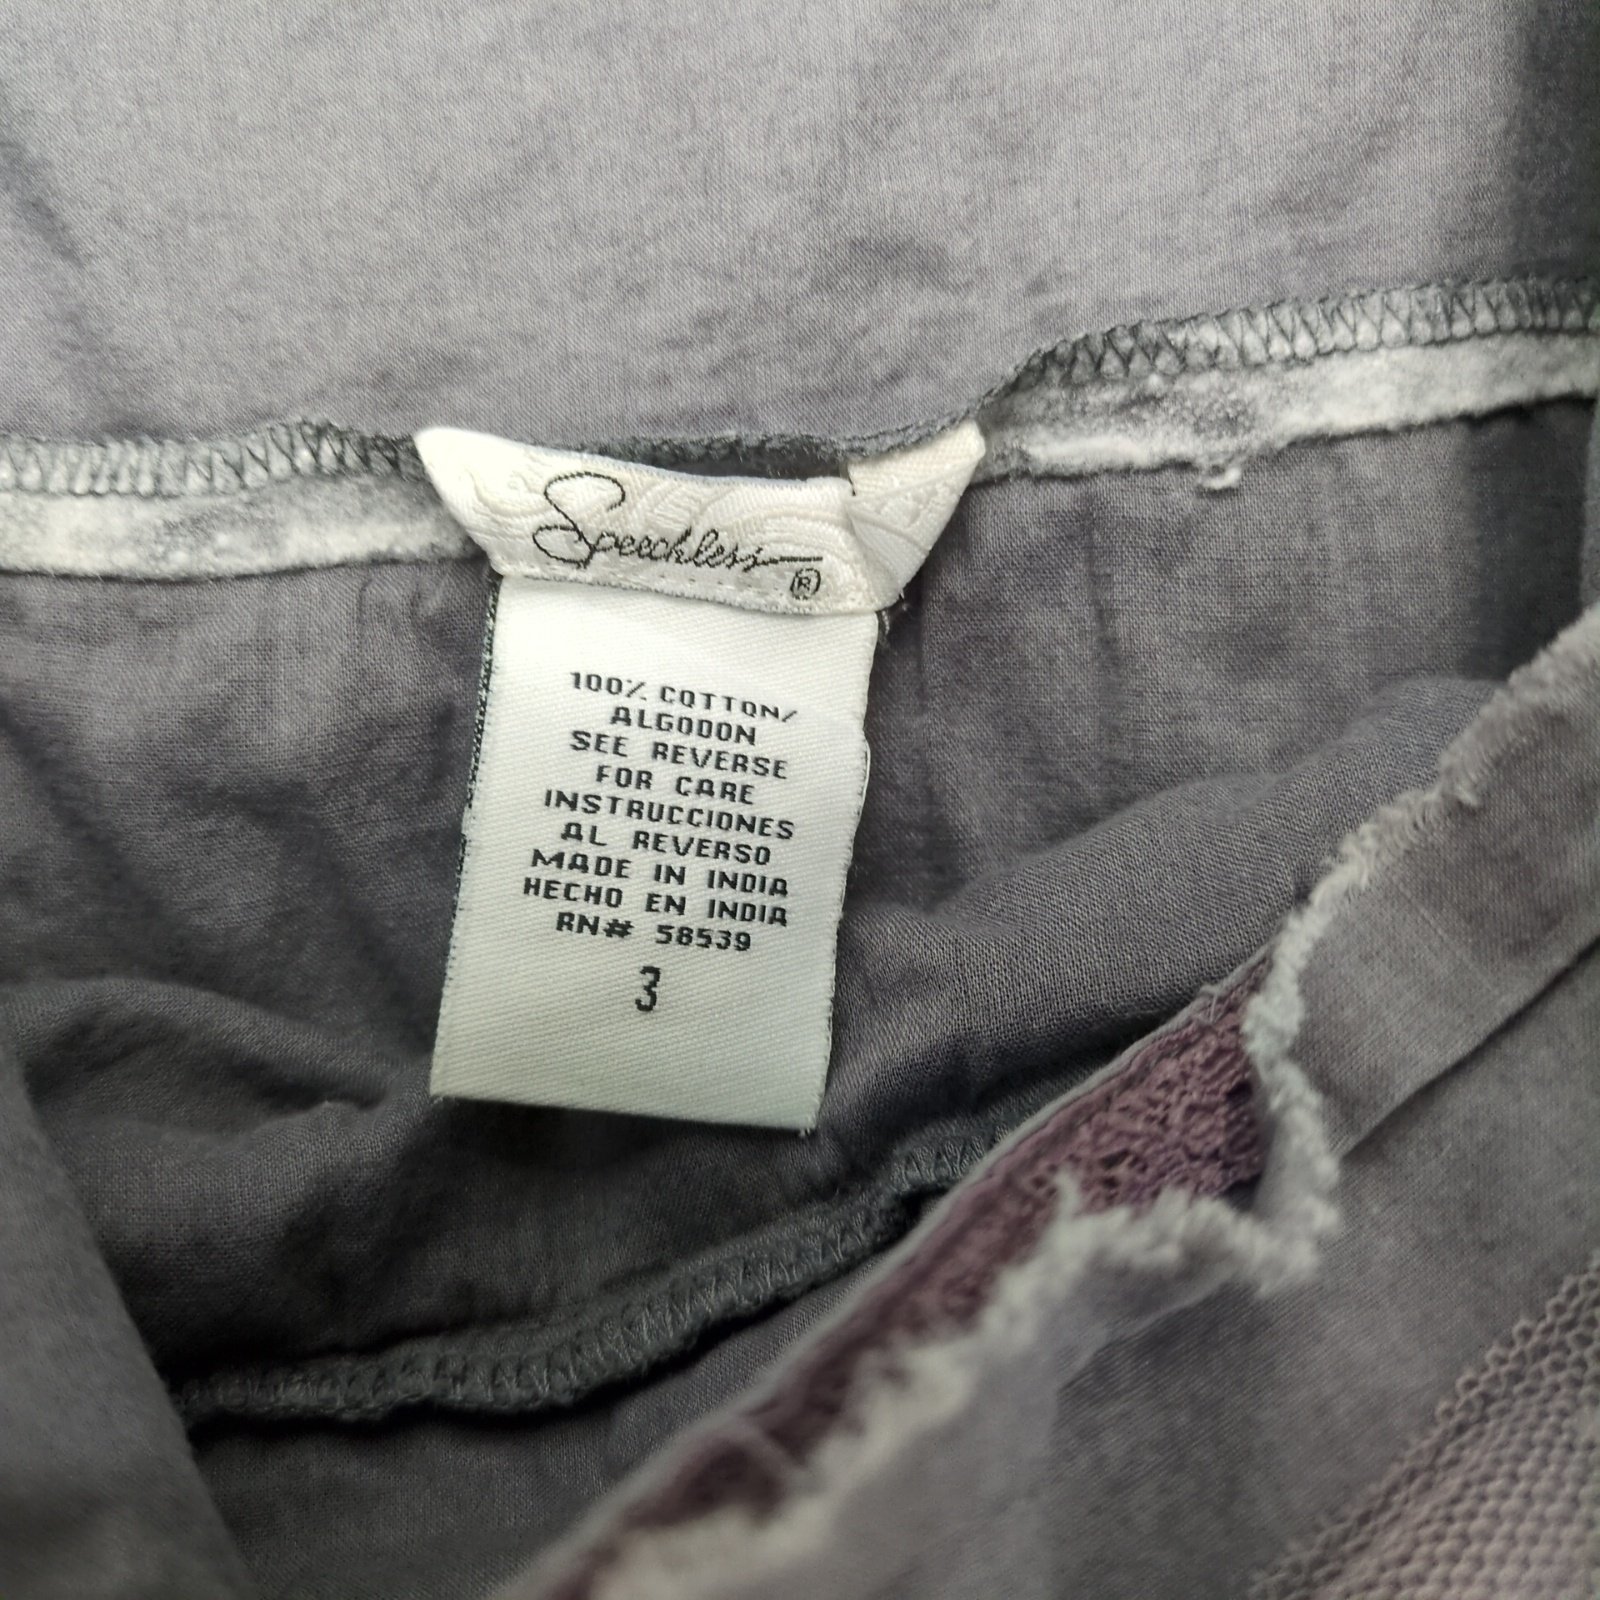 Speechless®
100% COTTON/
ALGODON
SEE REVERSE
FOR CARE
INSTRUCCIONES
AL REVERSO
MADE IN INDIA
HECHO EN INDIA
RN# 58539
3